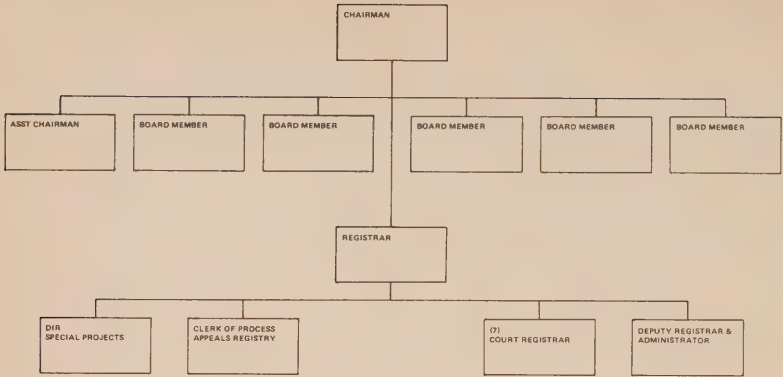 CHAIRMAN
ASST CHAIRMAN
BOARD MEMBER
BOARD MEMBER
BOARD MEMBER
BOARD MEMBER
BOARD MEMBER
REGISTRAR
DIR
SPECIAL PROJECTS
CLERK OF PROCESS
APPEALS REGISTRY
(7)
COURT REGISTRAR
DEPUTY REGISTRAR &
ADMINISTRATOR